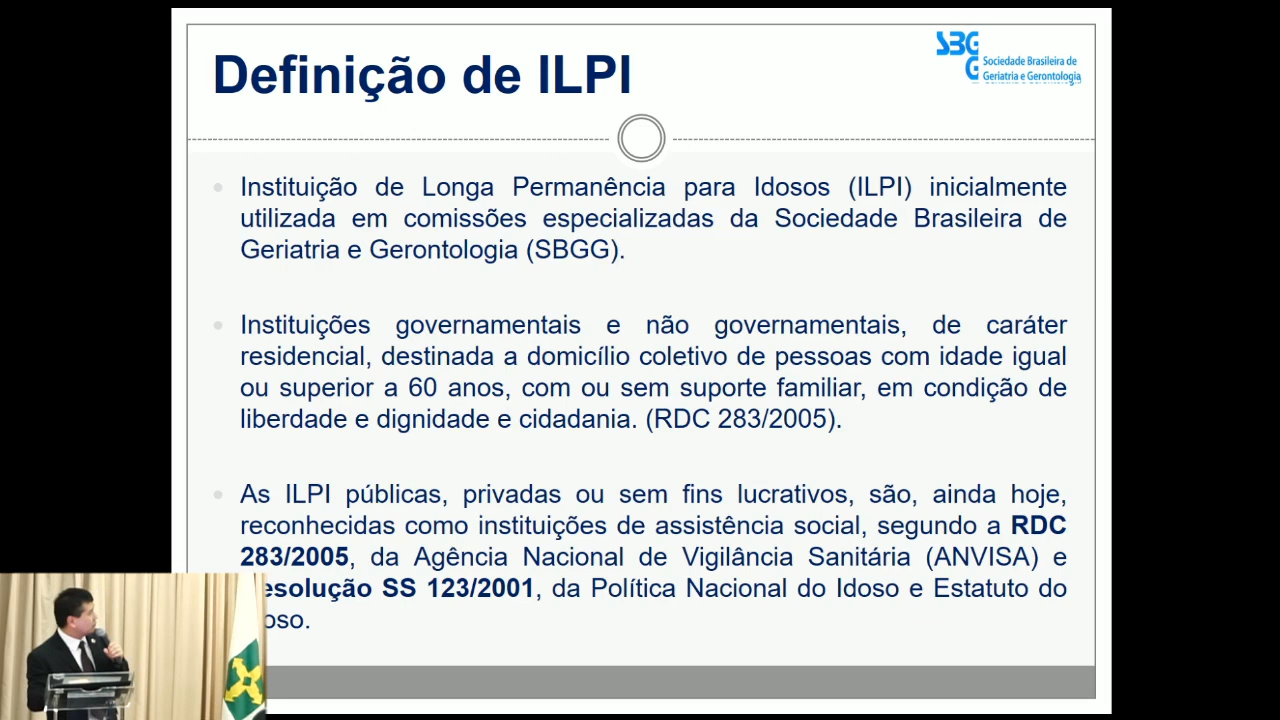 Definição de ILPI
SBG
G Sociedade Brasileira de
Geriatria e Gerontologia
Instituição de Longa Permanência para Idosos (ILPI) inicialmente
utilizada em comissões especializadas da Sociedade Brasileira de
Geriatria e Gerontologia (SBGG).
Instituições governamentais e não governamentais, de caráter
residencial, destinada a domicílio coletivo de pessoas com idade igual
ou superior a 60 anos, com ou sem suporte familiar, em condição de
liberdade e dignidade e cidadania. (RDC 283/2005).
As ILPI públicas, privadas ou sem fins lucrativos, são, ainda hoje,
reconhecidas como instituições de assistência social, segundo a RDC
283/2005, da Agência Nacional de Vigilância Sanitária (ANVISA) e
esolução SS 123/2001, da Política Nacional do Idoso e Estatuto do
oso.